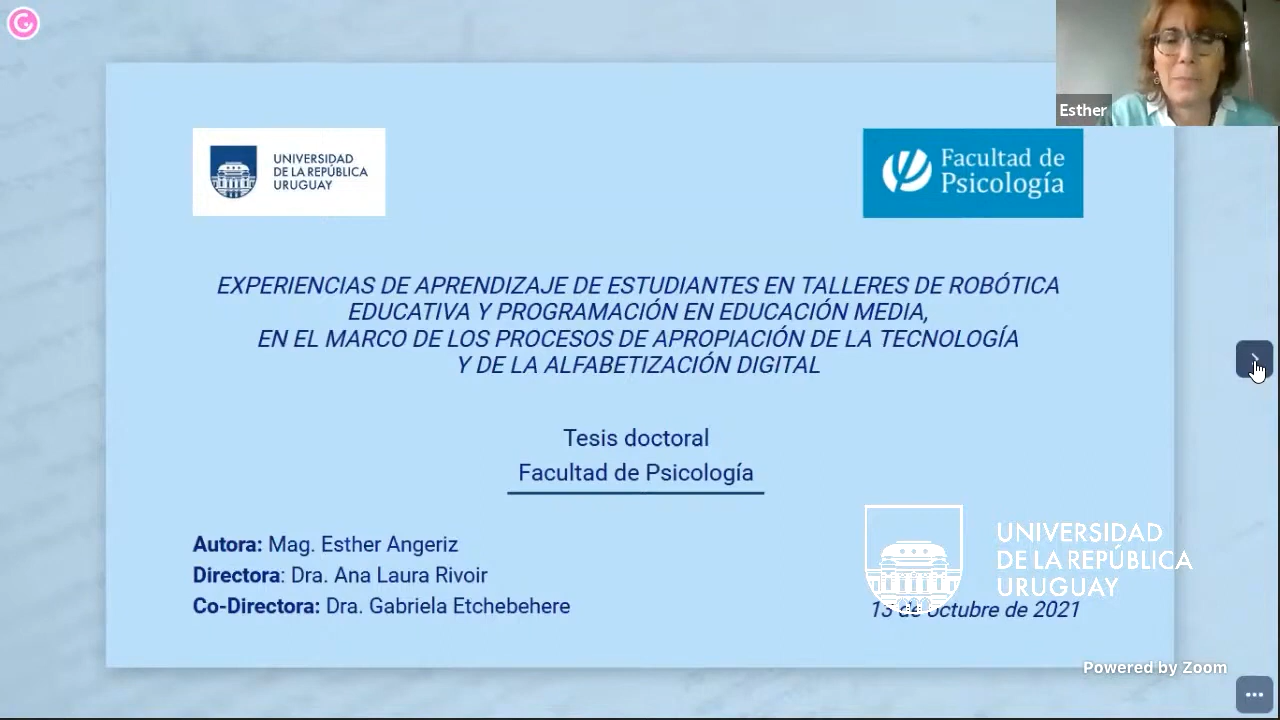 Esther
UNIVERSIDAD
DE LA REPÚBLICA
URUGUAY
Facultad de
Psicología
EXPERIENCIAS DE APRENDIZAJE DE ESTUDIANTES EN TALLERES DE ROBÓTICA
EDUCATIVA Y PROGRAMACIÓN EN EDUCACIÓN MEDIA,
EN EL MARCO DE LOS PROCESOS DE APROPIACIÓN DE LA TECNOLOGÍA
Y DE LA ALFABETIZACIÓN DIGITAL
Tesis doctoral
Facultad de Psicología
Autora: Mag. Esther Angeriz
Directora: Dra. Ana Laura Rivoir
Co-Directora: Dra. Gabriela Etchebehere
UNIVERSIDAD
DE LA REPÚBLICA
URUGUAY
13 de octubre de 2021
Powered by Zoom